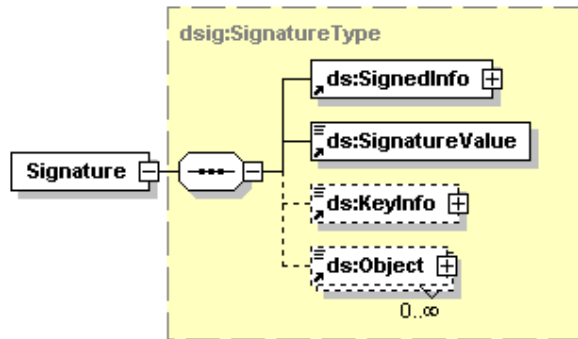 dsig:SignatureType
ds:SignedInfo
ds:SignatureValue
Signature
ds:KeyInfo
ds:Object
0..∞